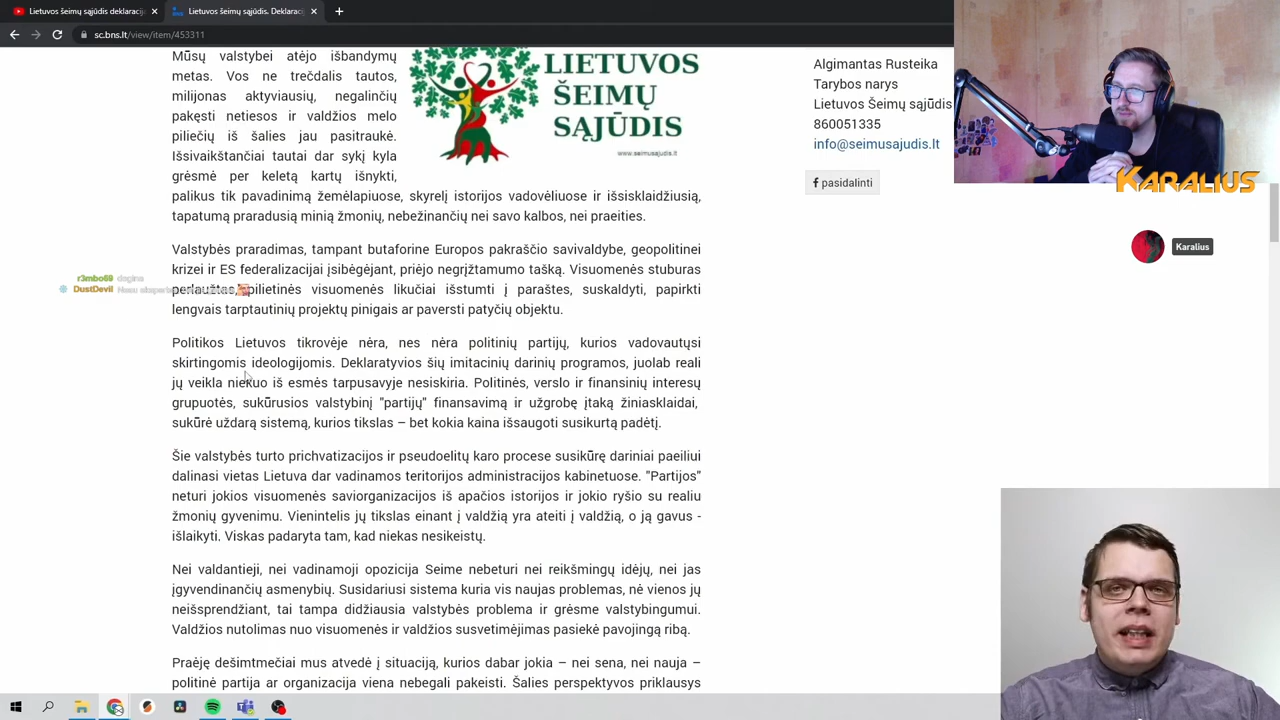 Lietuvos šeimų sąjūdis deklaracij
Lietuvos šeimų sąjūdis. Deklaraci
sc.bns.lt/view/item/453311
Mūsų valstybei atėjo išbandymų
metas. Vos ne trečdalis tautos,
milijonas aktyviausių, negalinčių
pakęsti netiesos ir valdžios melo
piliečių iš šalies jau pasitraukė.
Išsivaikštančiai tautai dar sykį kyla
grėsmė per keletą kartų išnykti,
palikus tik pavadinimą žemėlapiuose, skyrelį istorijos vadovėliuose ir išsisklaidžiusią,
tapatumą praradusią minią žmonių, nebežinančių nei savo kalbos, nei praeities.
LIETUVOS
ŠEIMŲ
SĄJŪDIS
www.seimusajudis.lt
Algimantas Rusteika
Tarybos narys
Lietuvos Šeimų sąjūdis
860051335
info@seimusajudis.lt
pasidalinti
KARALIUS
Karalius
Valstybės praradimas, tampant butaforine Europos pakraščio savivaldybe, geopolitinei
krizei ir ES federalizacijai įsibėgėjant, priėjo negrįžtamumo tašką. Visuomenės stuburas
pilietinės visuomenės likučiai išstumti į paraštes, suskaldyti, papirkti
lengvais tarptautinių projektų pinigais ar paversti patyčių objektu.
r3mbo69 degina
DustDevil Nesu eksper
Politikos Lietuvos tikrovėje nėra, nes nėra politinių partijų, kurios vadovautųsi
skirtingomis ideologijomis. Deklaratyvios šių imitacinių darinių programos, juolab reali
jų veikla niekuo iš esmės tarpusavyje nesiskiria. Politinės, verslo ir finansinių interesų
grupuotės, sukūrusios valstybinį "partijų" finansavimą ir užgrobę įtaką žiniasklaidai,
sukūrė uždarą sistemą, kurios tikslas – bet kokia kaina išsaugoti susikurtą padėtį.
Šie valstybės turto prichvatizacijos ir pseudoelitų karo procese susikūrę dariniai paeiliui
dalinasi vietas Lietuva dar vadinamos teritorijos administracijos kabinetuose. "Partijos"
neturi jokios visuomenės saviorganizacijos iš apačios istorijos ir jokio ryšio su realiu
žmonių gyvenimu. Vienintelis jų tikslas einant į valdžią yra ateiti į valdžią, o ją gavus -
išlaikyti. Viskas padaryta tam, kad niekas nesikeistų.
Nei valdantieji, nei vadinamoji opozicija Seime nebeturi nei reikšmingų idėjų, nei jas
įgyvendinančių asmenybių. Susidariusi sistema kuria vis naujas problemas, nė vienos jų
neišsprendžiant, tai tampa didžiausia valstybės problema ir grėsme valstybingumui.
Valdžios nutolimas nuo visuomenės ir valdžios susvetimėjimas pasiekė pavojingą ribą.
Praėję dešimtmečiai mus atvedė į situaciją, kurios dabar jokia – nei sena, nei nauja –
politinė partija ar organizacija viena nebegali pakeisti. Šalies perspektyvos priklausys